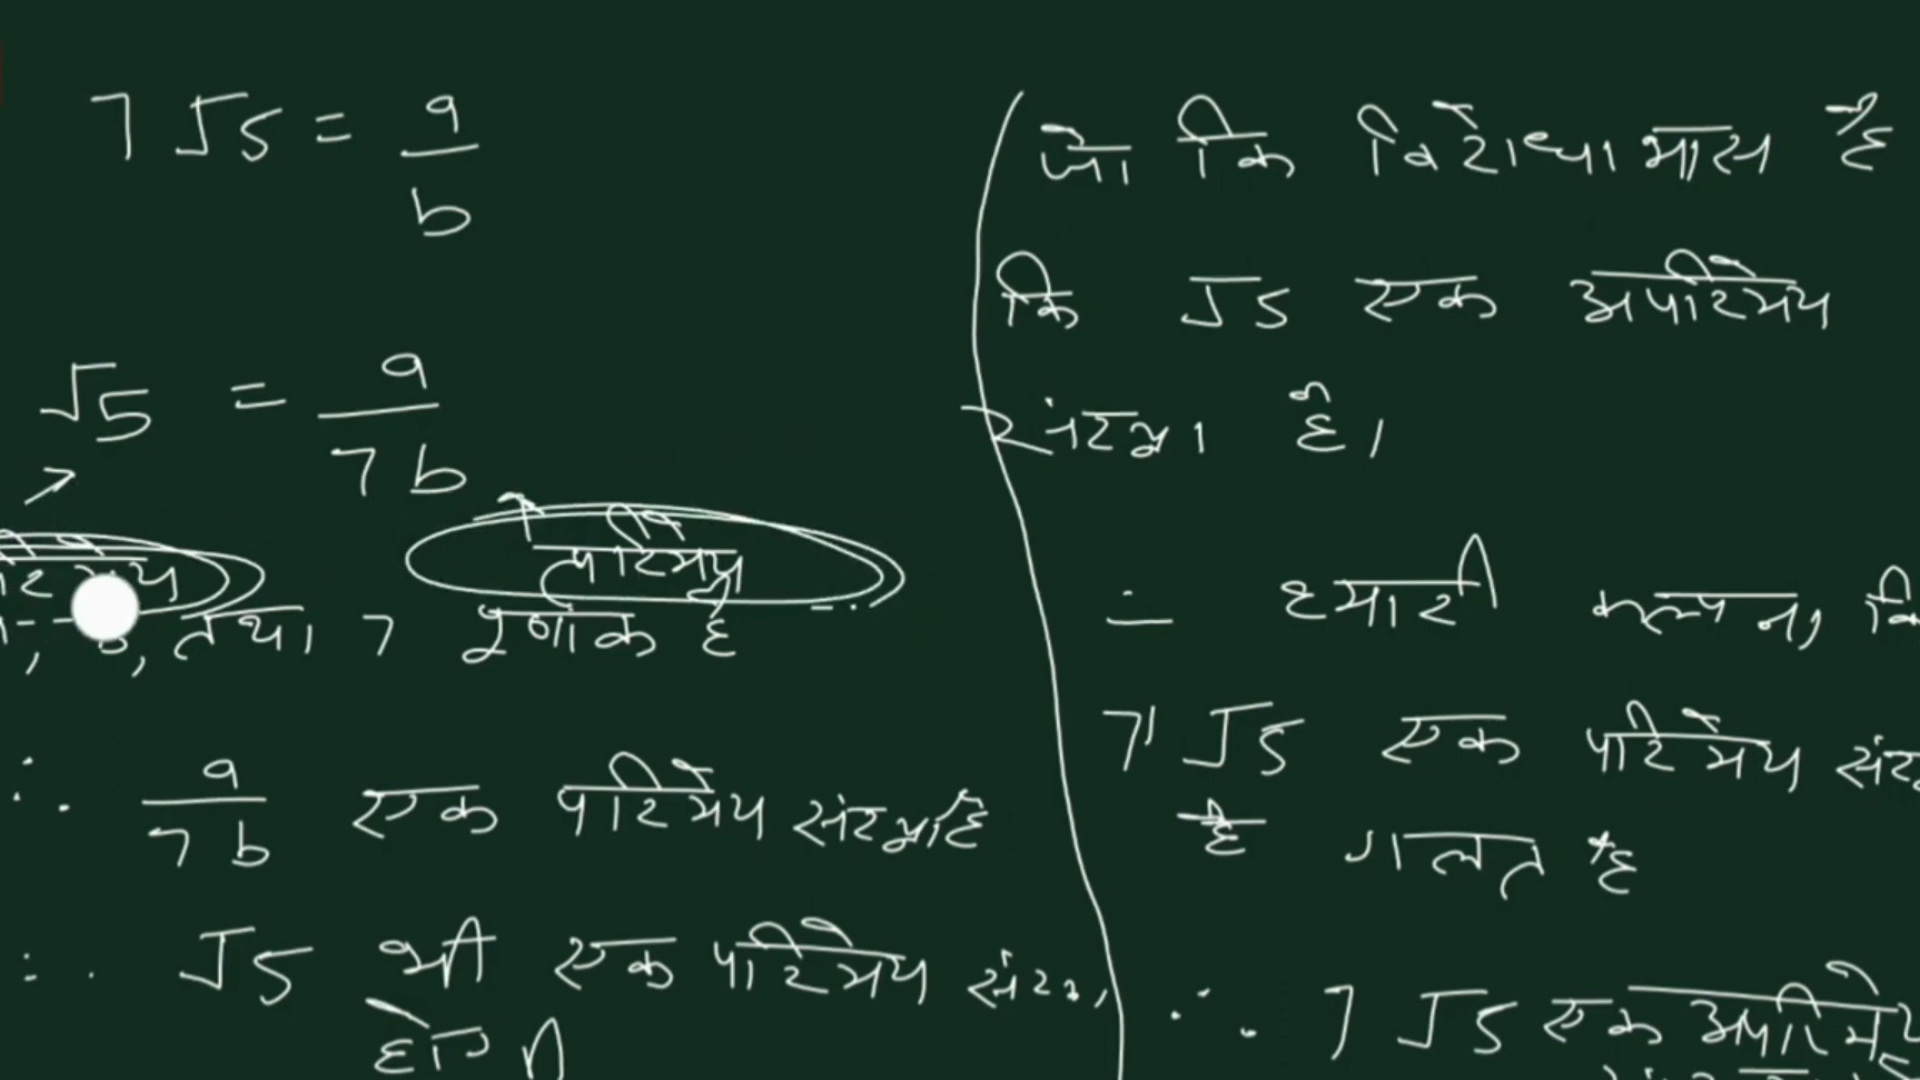 7√5 = a/b
√5 = a/7b
परिमेय
a, b, तथा 7 पूर्णांक है
∴ a/7b एक परिमेय संख्या है
∴ √5 भी एक परिमेय संख्या
होगी
जो कि विरोधाभास है
कि √5 एक अपरिमेय
संख्या है।
∴ हमारी कल्पना कि
7√5 एक परिमेय संख्या
है गलत है
∴ 7√5 एक अपरिमेय